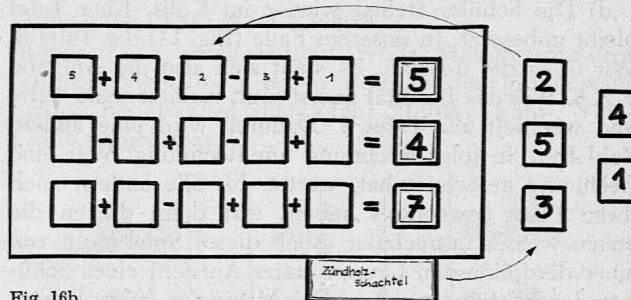 5 + 4 - 2 - 3 + 1 = 5 2
4
- + - + = 4 5
1
+ - + + = 7 3
Zündholz-
schachtel
Fig. 16b